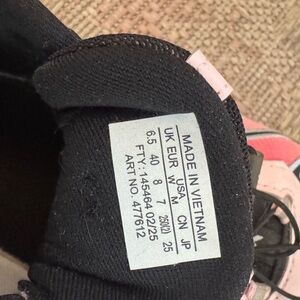 MADE IN VIETNAM
USA CN JP
UK EUR W M
6.5 40 8 7 250(2) 25
FTY: 145464 02/25
ART NO. 477612